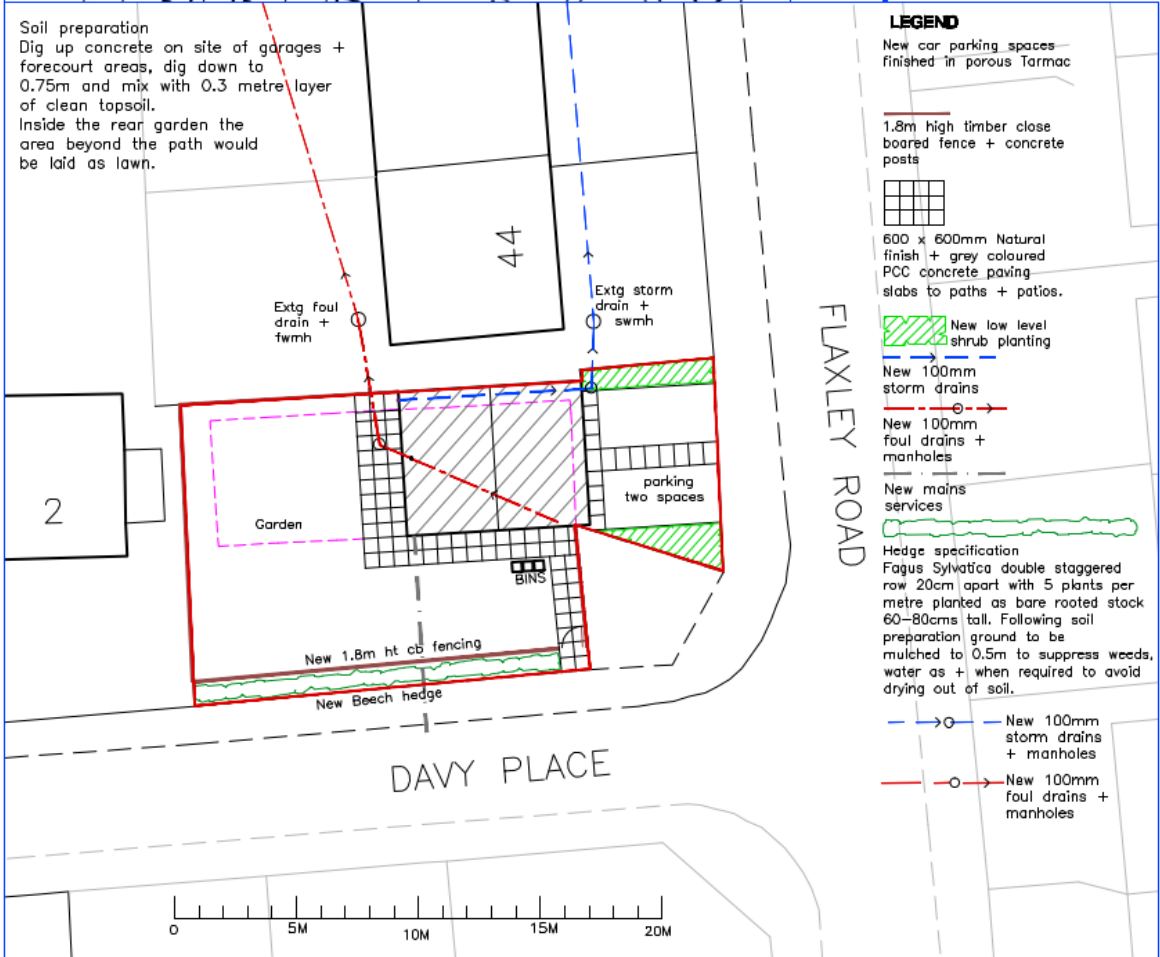 Soil preparation
Dig up concrete on site of garages +
forecourt areas, dig down to
0.75m and mix with 0.3 metre layer
of clean topsoil.
Inside the rear garden the
area beyond the path would
be laid as lawn.
44
Extg foul
drain +
fwmh
Extg storm
drain +
swmh
2
Garden
parking
two spaces
BINS
New 1.8m ht cb fencing
New Beech hedge
DAVY PLACE
FLAXLEY ROAD
0
5M
10M
15M
20M
LEGEND
New car parking spaces
finished in porous Tarmac
1.8m high timber close
boarded fence + concrete
posts
600 x 600mm Natural
finish + grey coloured
PCC concrete paving
slabs to paths + patios.
New low level
shrub planting
New 100mm
storm drains
New 100mm
foul drains +
manholes
New mains
services
Hedge specification
Fagus Sylvatica double staggered
row 20cm apart with 5 plants per
metre planted as bare rooted stock
60-80cms tall. Following soil
preparation ground to be
mulched to 0.5m to suppress weeds,
water as + when required to avoid
drying out of soil.
New 100mm
storm drains
+ manholes
New 100mm
foul drains +
manholes